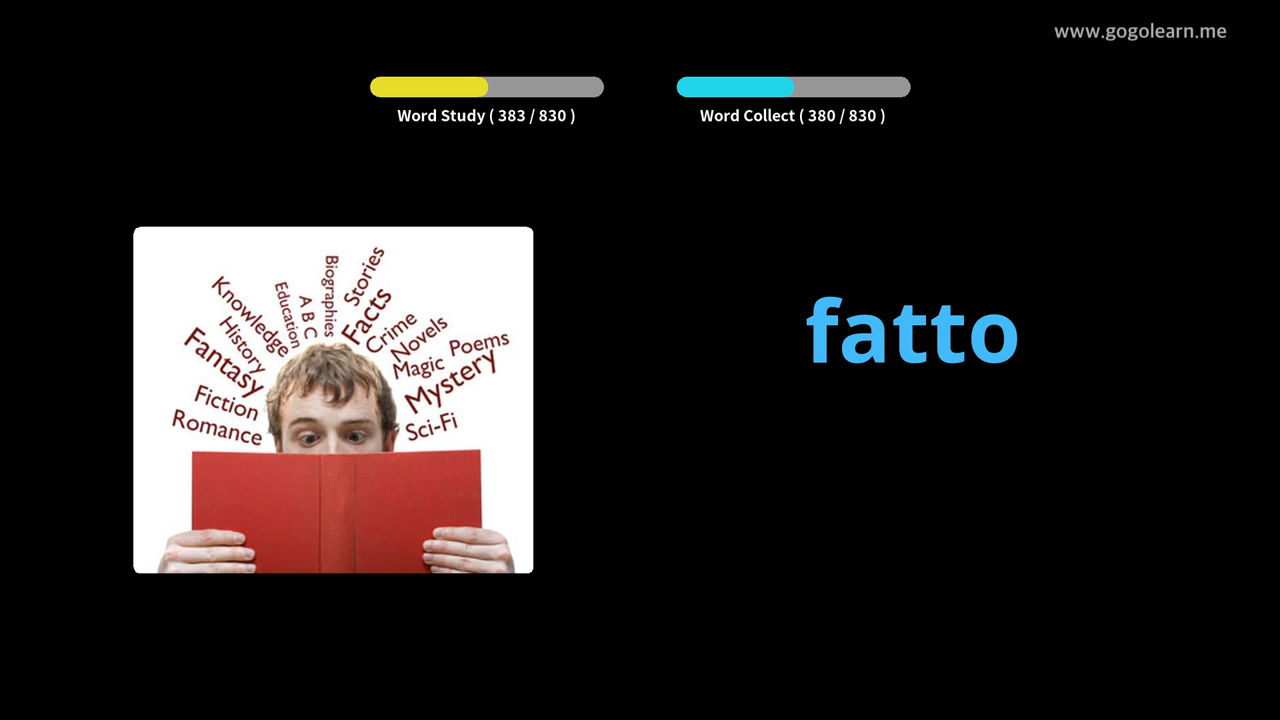 www.gogolearn.me
Word Study ( 383 / 830 )
Word Collect ( 380 / 830 )
Biographies
Stories
Facts
A B C
Education
Knowledge
History
Fantasy
Fiction
Romance
Crime
Novels
Poems
Magic
Mystery
Sci-Fi
fatto